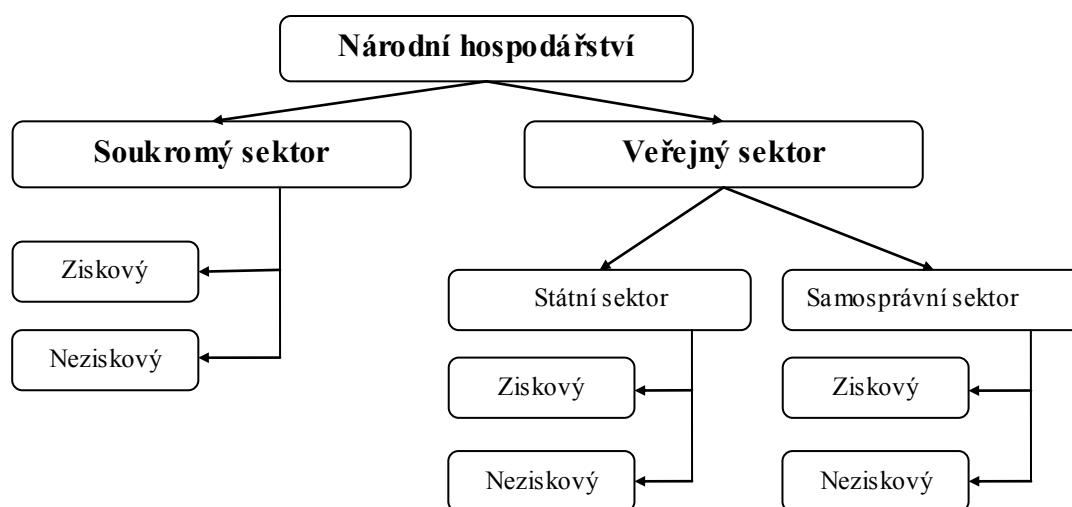 Národní hospodářství
Soukromý sektor
Veřejný sektor
Ziskový
Neziskový
Státní sektor
Samosprávní sektor
Ziskový
Ziskový
Neziskový
Neziskový